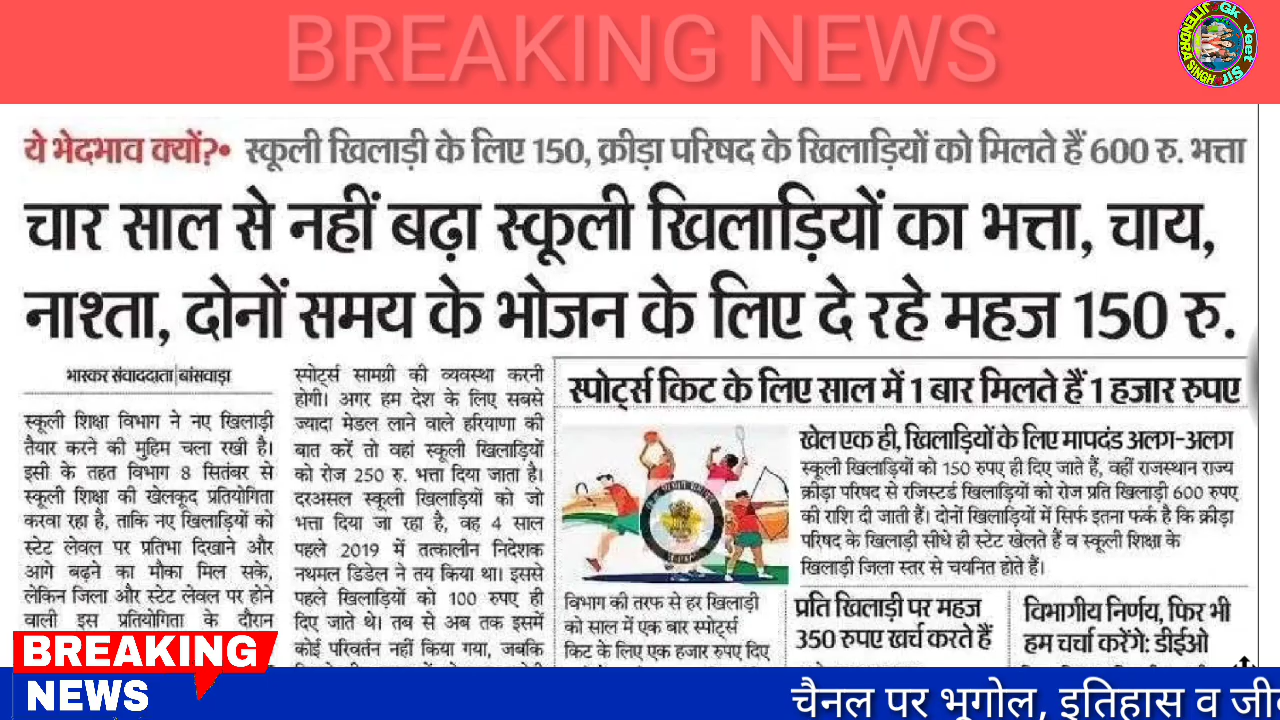 BREAKING NEWS
JITENDRA SINGH Gk Jeet Sir
ये भेदभाव क्यों?• स्कूली खिलाड़ी के लिए 150, क्रीड़ा परिषद के खिलाड़ियों को मिलते हैं 600 रु. भत्ता
चार साल से नहीं बढ़ा स्कूली खिलाड़ियों का भत्ता, चाय,
नाश्ता, दोनों समय के भोजन के लिए दे रहे महज 150 रु.
भास्कर संवाददाता|बांसवाड़ा
स्कूली शिक्षा विभाग ने नए खिलाड़ी
तैयार करने की मुहिम चला रखी है।
इसी के तहत विभाग 8 सितंबर से
स्कूली शिक्षा की खेलकूद प्रतियोगिता
करवा रहा है, ताकि नए खिलाड़ियों को
स्टेट लेवल पर प्रतिभा दिखाने और
आगे बढ़ने का मौका मिल सके,
लेकिन जिला और स्टेट लेवल पर होने
वाली इस प्रतियोगिता के दौरान
स्पोर्ट्स सामग्री की व्यवस्था करनी
होगी। अगर हम देश के लिए सबसे
ज्यादा मेडल लाने वाले हरियाणा की
बात करें तो वहां स्कूली खिलाड़ियों
को रोज 250 रु. भत्ता दिया जाता है।
दरअसल स्कूली खिलाड़ियों को जो
भत्ता दिया जा रहा है, वह 4 साल
पहले 2019 में तत्कालीन निदेशक
नथमल डिडेल ने तय किया था। इससे
पहले खिलाड़ियों को 100 रुपए ही
दिए जाते थे। तब से अब तक इसमें
कोई परिवर्तन नहीं किया गया, जबकि
स्पोर्ट्स किट के लिए साल में 1 बार मिलते हैं 1 हजार रुपए
खेल एक ही, खिलाड़ियों के लिए मापदंड अलग-अलग
स्कूली खिलाड़ियों को 150 रुपए ही दिए जाते हैं, वहीं राजस्थान राज्य
क्रीड़ा परिषद से रजिस्टर्ड खिलाड़ियों को रोज प्रति खिलाड़ी 600 रुपए
की राशि दी जाती हैं। दोनों खिलाड़ियों में सिर्फ इतना फर्क है कि क्रीड़ा
परिषद के खिलाड़ी सीधे ही स्टेट खेलते हैं व स्कूली शिक्षा के
खिलाड़ी जिला स्तर से चयनित होते हैं।
विभाग की तरफ से हर खिलाड़ी
को साल में एक बार स्पोर्ट्स
किट के लिए एक हजार रुपए दिए
प्रति खिलाड़ी पर महज
350 रुपए खर्च करते हैं
विभागीय निर्णय, फिर भी
हम चर्चा करेंगे: डीईओ
BREAKING
NEWS
चैनल पर भूगोल, इतिहास व जी